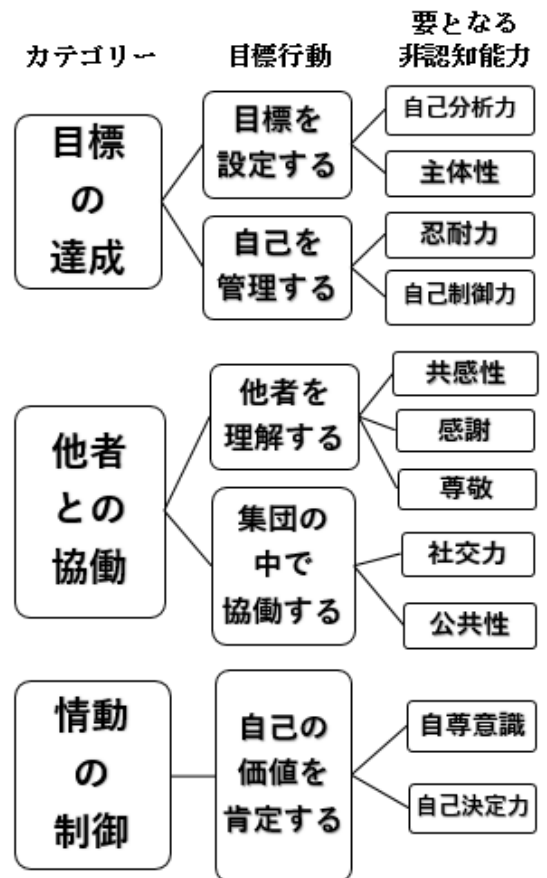 カテゴリー
目標行動
要となる
非認知能力
目標
の
達成
目標を
設定する
自己分析力
主体性
自己を
管理する
忍耐力
自己制御力
他者
との
協働
他者を
理解する
共感性
感謝
尊敬
集団の
中で
協働する
社交力
公共性
情動
の
制御
自己の
価値を
肯定する
自尊意識
自己決定力